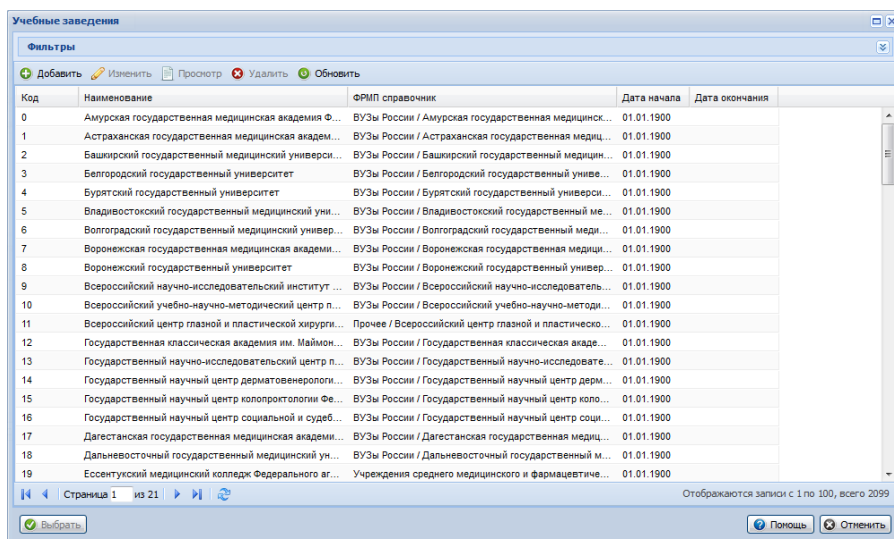 Учебные заведения
Фильтры
Добавить Изменить Просмотр Удалить Обновить
Код Наименование ФРМП справочник Дата начала Дата окончания
0 Амурская государственная медицинская академия Ф... ВУЗы России / Амурская государственная медицинск... 01.01.1900
1 Астраханская государственная медицинская академ... ВУЗы России / Астраханская государственная медиц... 01.01.1900
2 Башкирский государственный медицинский универси... ВУЗы России / Башкирский государственный медицин... 01.01.1900
3 Белгородский государственный университет ВУЗы России / Белгородский государственный униве... 01.01.1900
4 Бурятский государственный университет ВУЗы России / Бурятский государственный универси... 01.01.1900
5 Владивостокский государственный медицинский уни... ВУЗы России / Владивостокский государственный ме... 01.01.1900
6 Волгоградский государственный медицинский универ... ВУЗы России / Волгоградский государственный меди... 01.01.1900
7 Воронежская государственная медицинская академи... ВУЗы России / Воронежская государственная медици... 01.01.1900
8 Воронежский государственный университет ВУЗы России / Воронежский государственный универ... 01.01.1900
9 Всероссийский научно-исследовательский институт ... ВУЗы России / Всероссийский научно-исследователь... 01.01.1900
10 Всероссийский учебно-научно-методический центр п... ВУЗы России / Всероссийский учебно-научно-методи... 01.01.1900
11 Всероссийский центр глазной и пластической хирурги... Прочее / Всероссийский центр глазной и пластическо... 01.01.1900
12 Государственная классическая академия им. Маймон... ВУЗы России / Государственная классическая акаде... 01.01.1900
13 Государственный научно-исследовательский центр п... ВУЗы России / Государственный научно-исследовате... 01.01.1900
14 Государственный научный центр дерматовенерологи... ВУЗы России / Государственный научный центр дерм... 01.01.1900
15 Государственный научный центр колопроктологии Фе... ВУЗы России / Государственный научный центр коло... 01.01.1900
16 Государственный научный центр социальной и судеб... ВУЗы России / Государственный научный центр соци... 01.01.1900
17 Дагестанская государственная медицинская академи... ВУЗы России / Дагестанская государственная медиц... 01.01.1900
18 Дальневосточный государственный медицинский ун... ВУЗы России / Дальневосточный государственный м... 01.01.1900
19 Ессентукский медицинский колледж Федерального аг... Учреждения среднего медицинского и фармацевтиче... 01.01.1900
Страница 1 из 21 Отображаются записи с 1 по 100, всего 2099
Выбрать Помощь Отменить